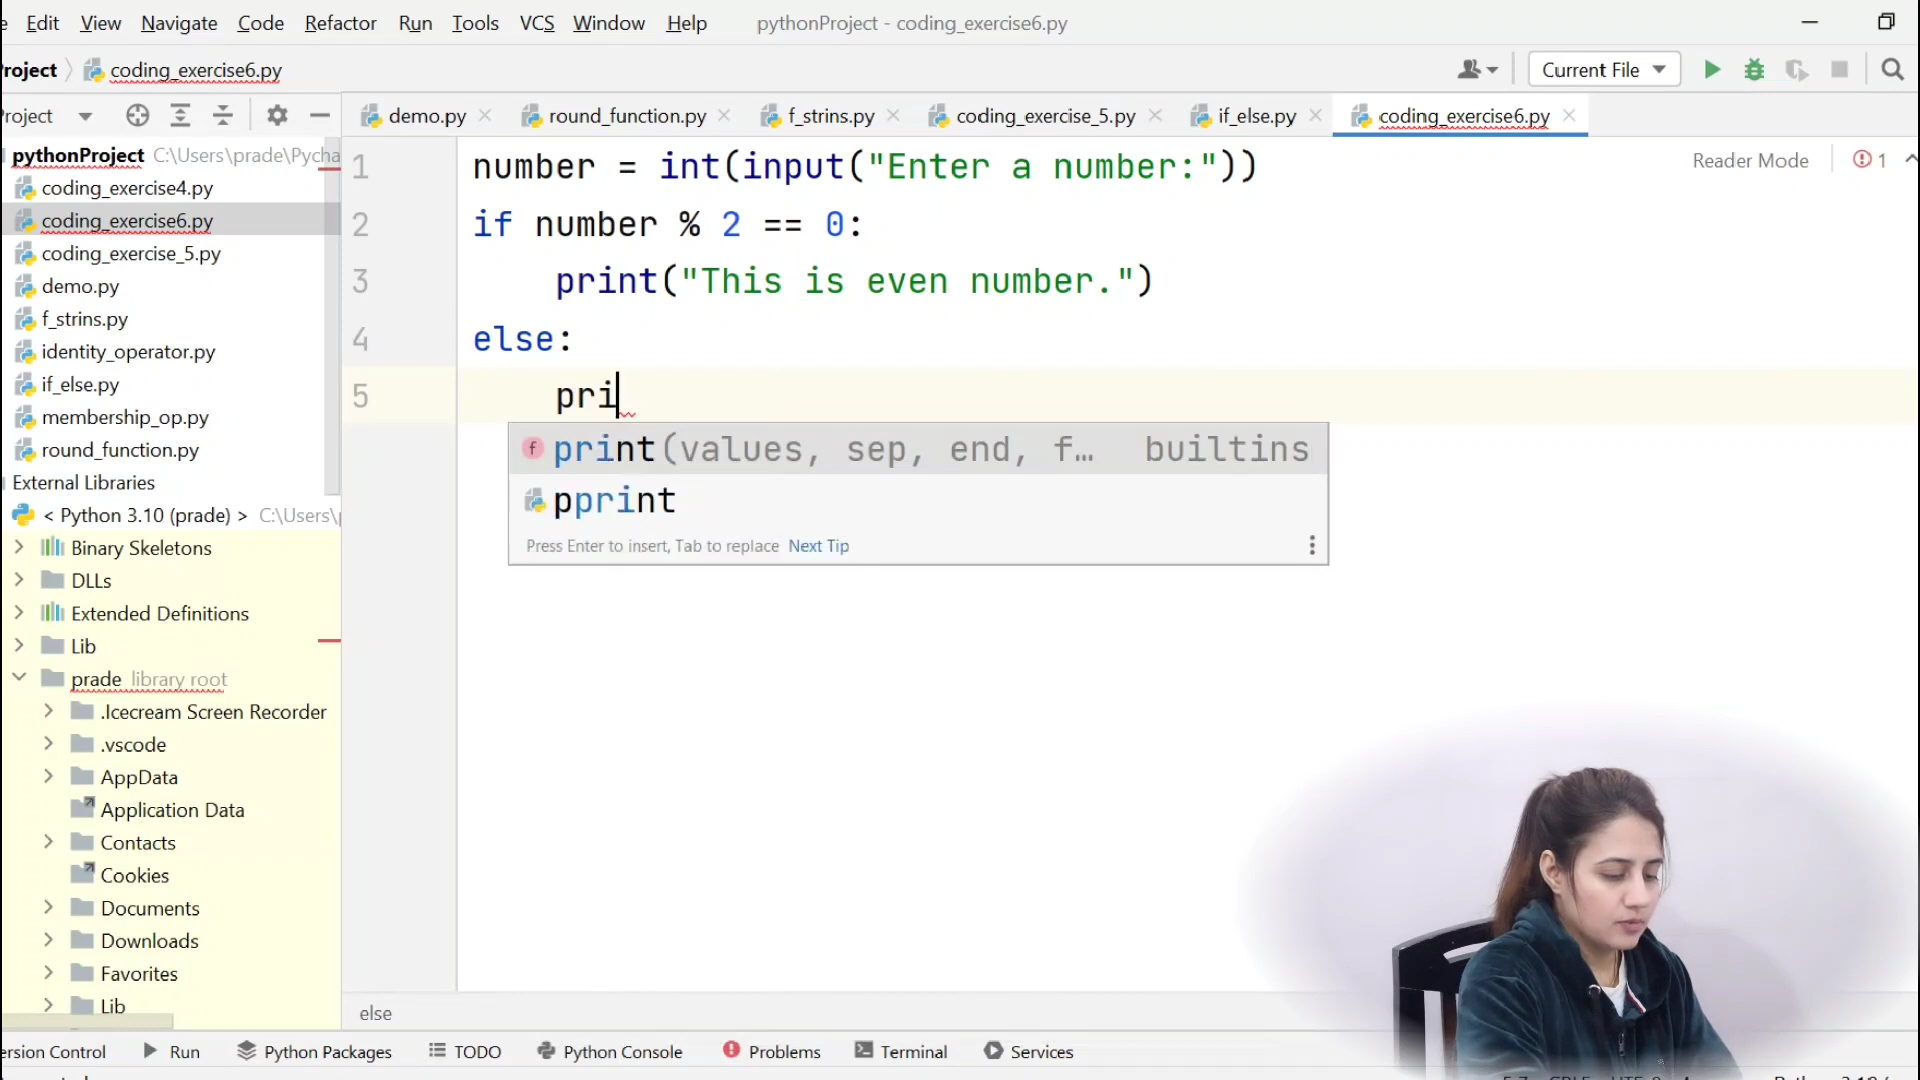 Edit View Navigate Code Refactor Run Tools VCS Window Help pythonProject - coding_exercise6.py
roject coding_exercise6.py Current File
roject demo.py round_function.py f_strins.py coding_exercise_5.py if_else.py coding_exercise6.py
pythonProject C:\Users\prade\Pycha
coding_exercise4.py
coding_exercise6.py
coding_exercise_5.py
demo.py
f_strins.py
identity_operator.py
if_else.py
membership_op.py
round_function.py
External Libraries
< Python 3.10 (prade) > C:\Users\
Binary Skeletons
DLLs
Extended Definitions
Lib
prade library root
.Icecream Screen Recorder
.vscode
AppData
Application Data
Contacts
Cookies
Documents
Downloads
Favorites
Lib
Reader Mode 1
1 number = int(input("Enter a number:"))
2 if number % 2 == 0:
3 print("This is even number.")
4 else:
5 pri
f print(values, sep, end, f… builtins
pprint
Press Enter to insert, Tab to replace Next Tip
else
ersion Control Run Python Packages TODO Python Console Problems Terminal Services